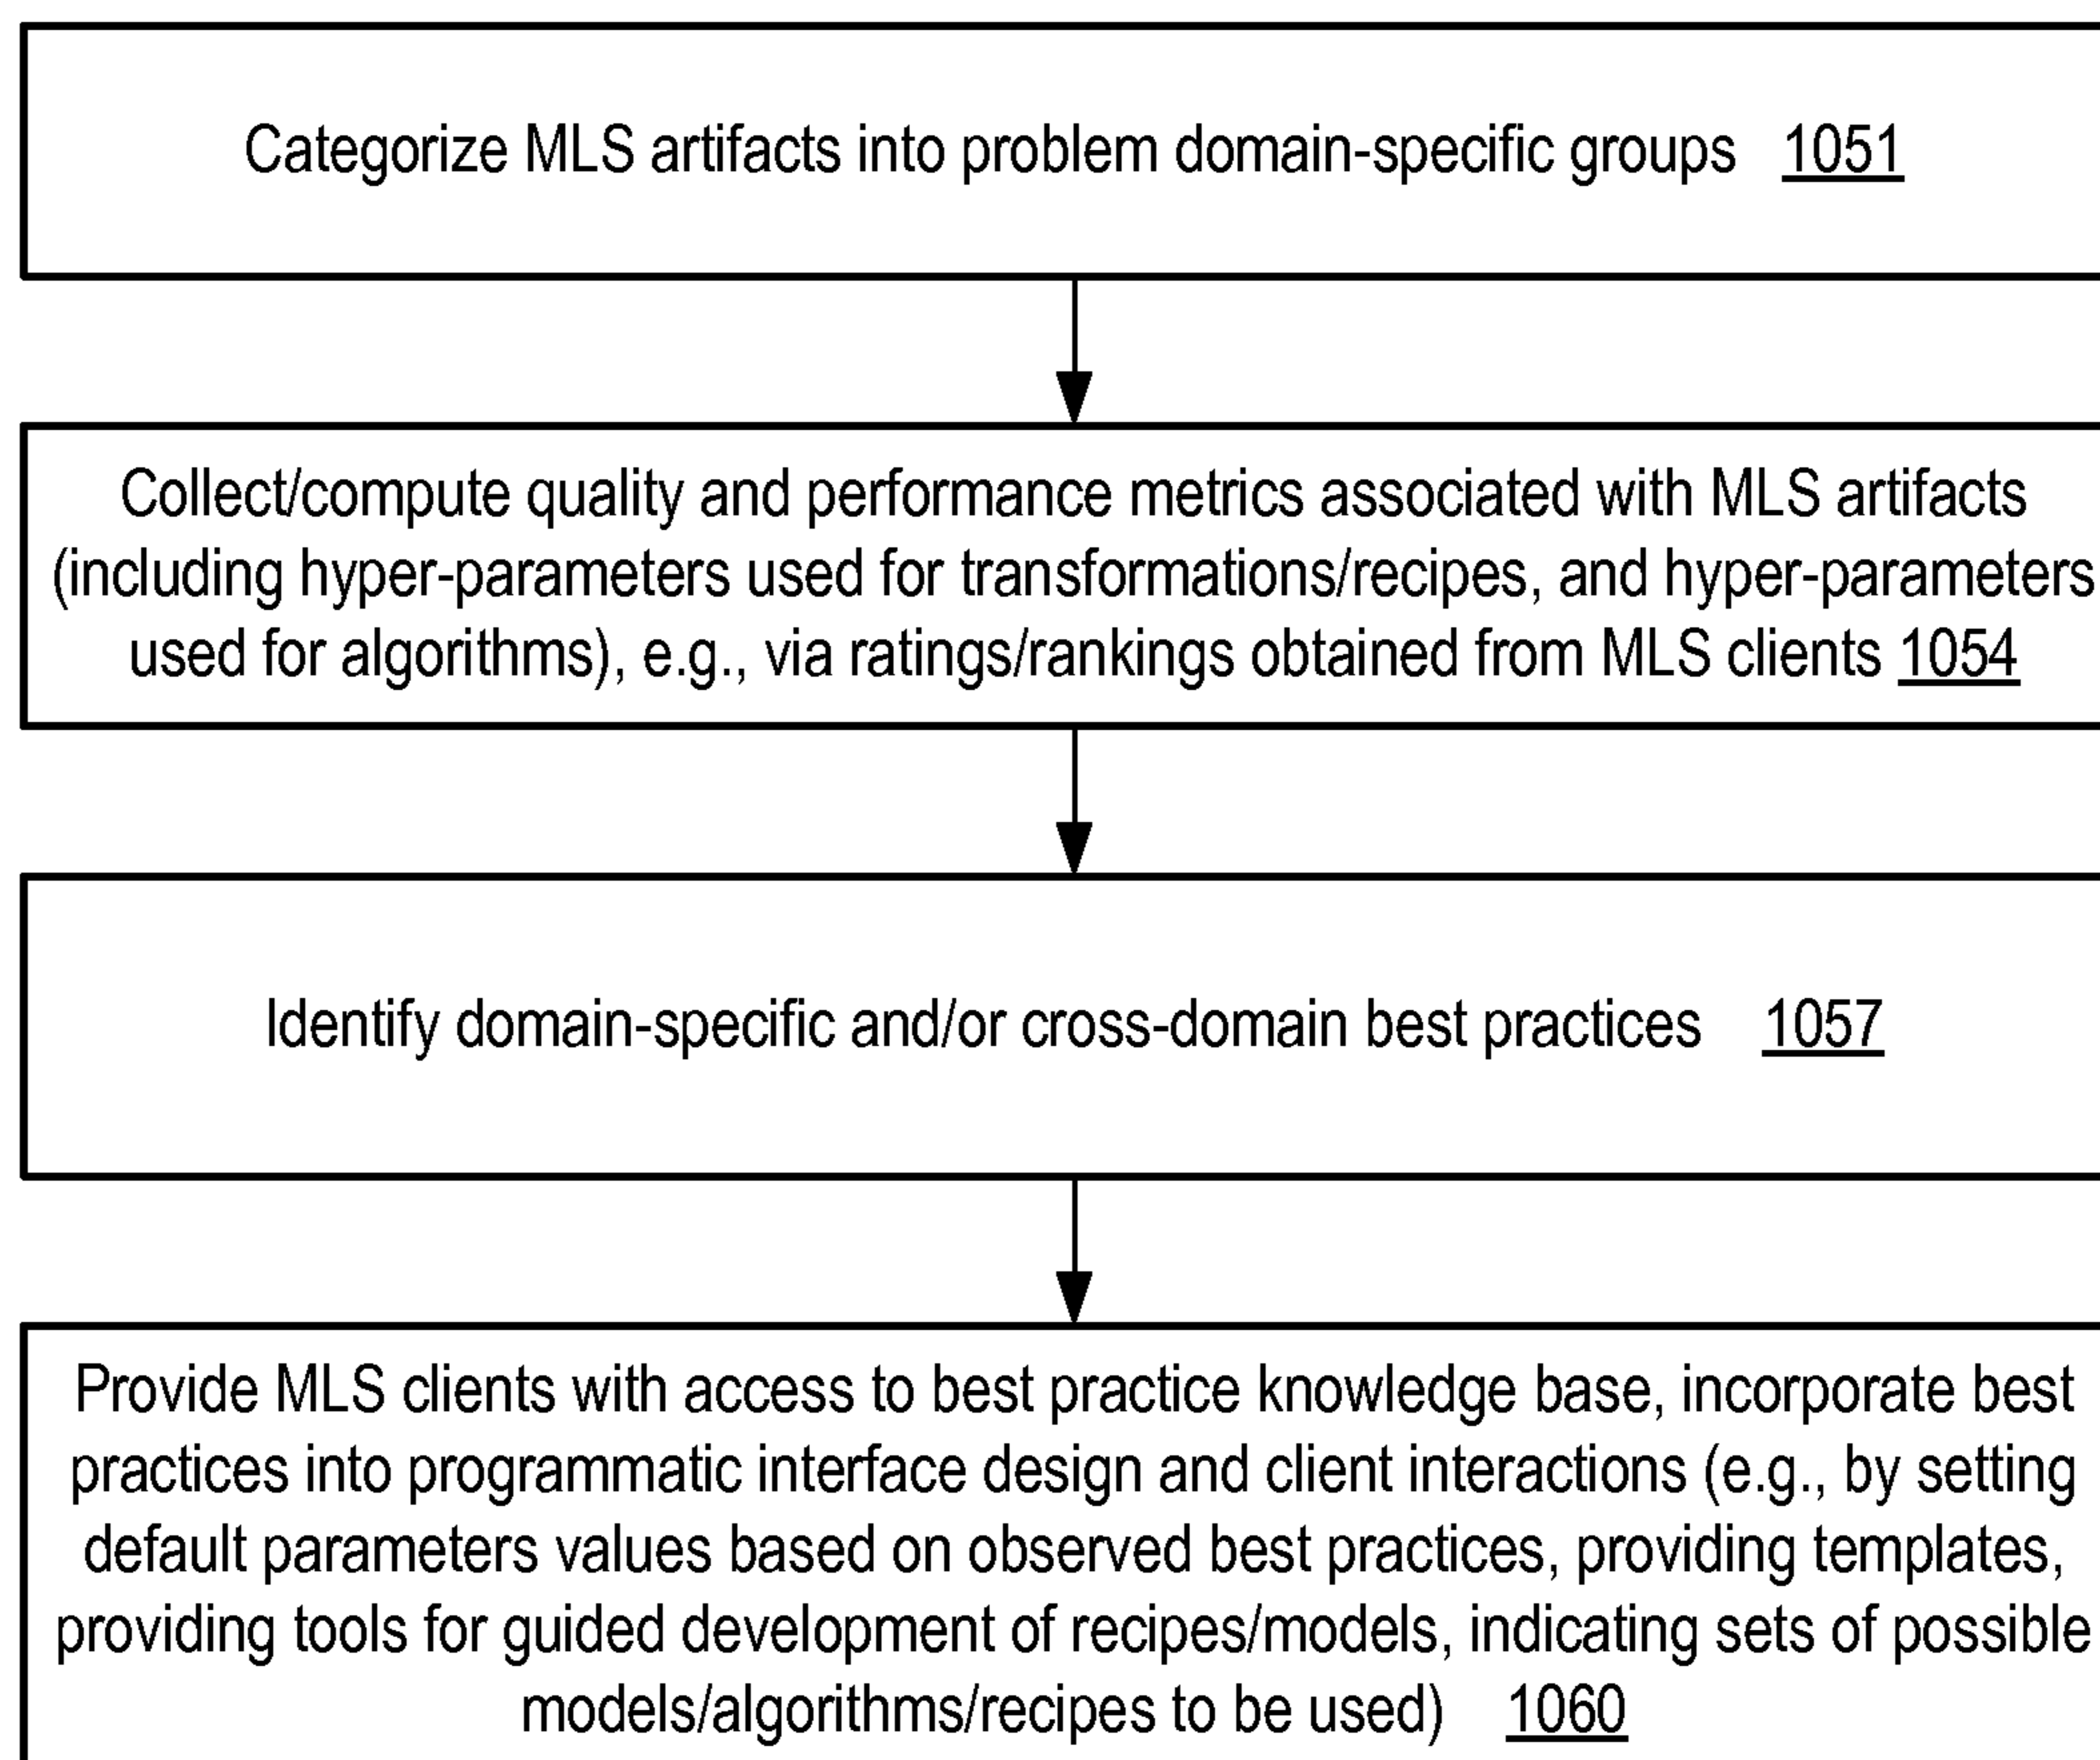 Categorize MLS artifacts into problem domain-specific groups 1051
Collect/compute quality and performance metrics associated with MLS artifacts
(including hyper-parameters used for transformations/recipes, and hyper-parameters
used for algorithms), e.g., via ratings/rankings obtained from MLS clients 1054
Identify domain-specific and/or cross-domain best practices 1057
Provide MLS clients with access to best practice knowledge base, incorporate best
practices into programmatic interface design and client interactions (e.g., by setting
default parameters values based on observed best practices, providing templates,
providing tools for guided development of recipes/models, indicating sets of possible
models/algorithms/recipes to be used) 1060